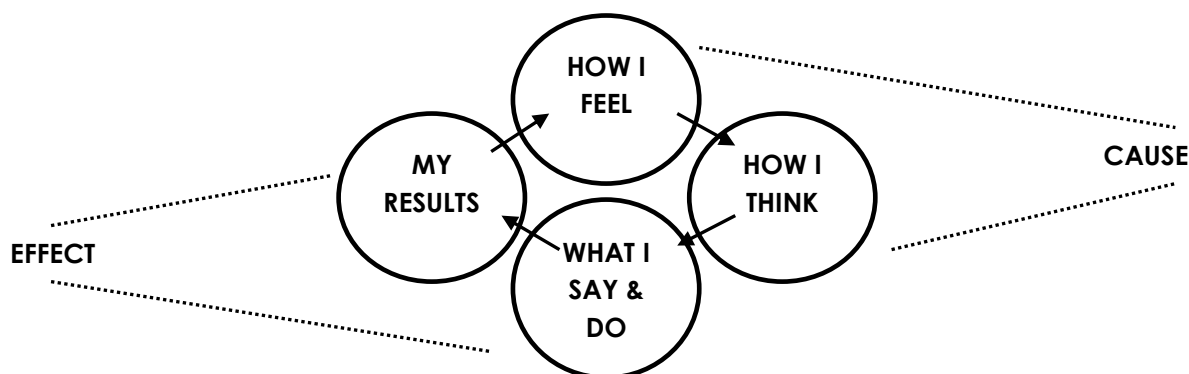 HOW I
FEEL
MY
RESULTS
HOW I
THINK
CAUSE
EFFECT
WHAT I
SAY &
DO